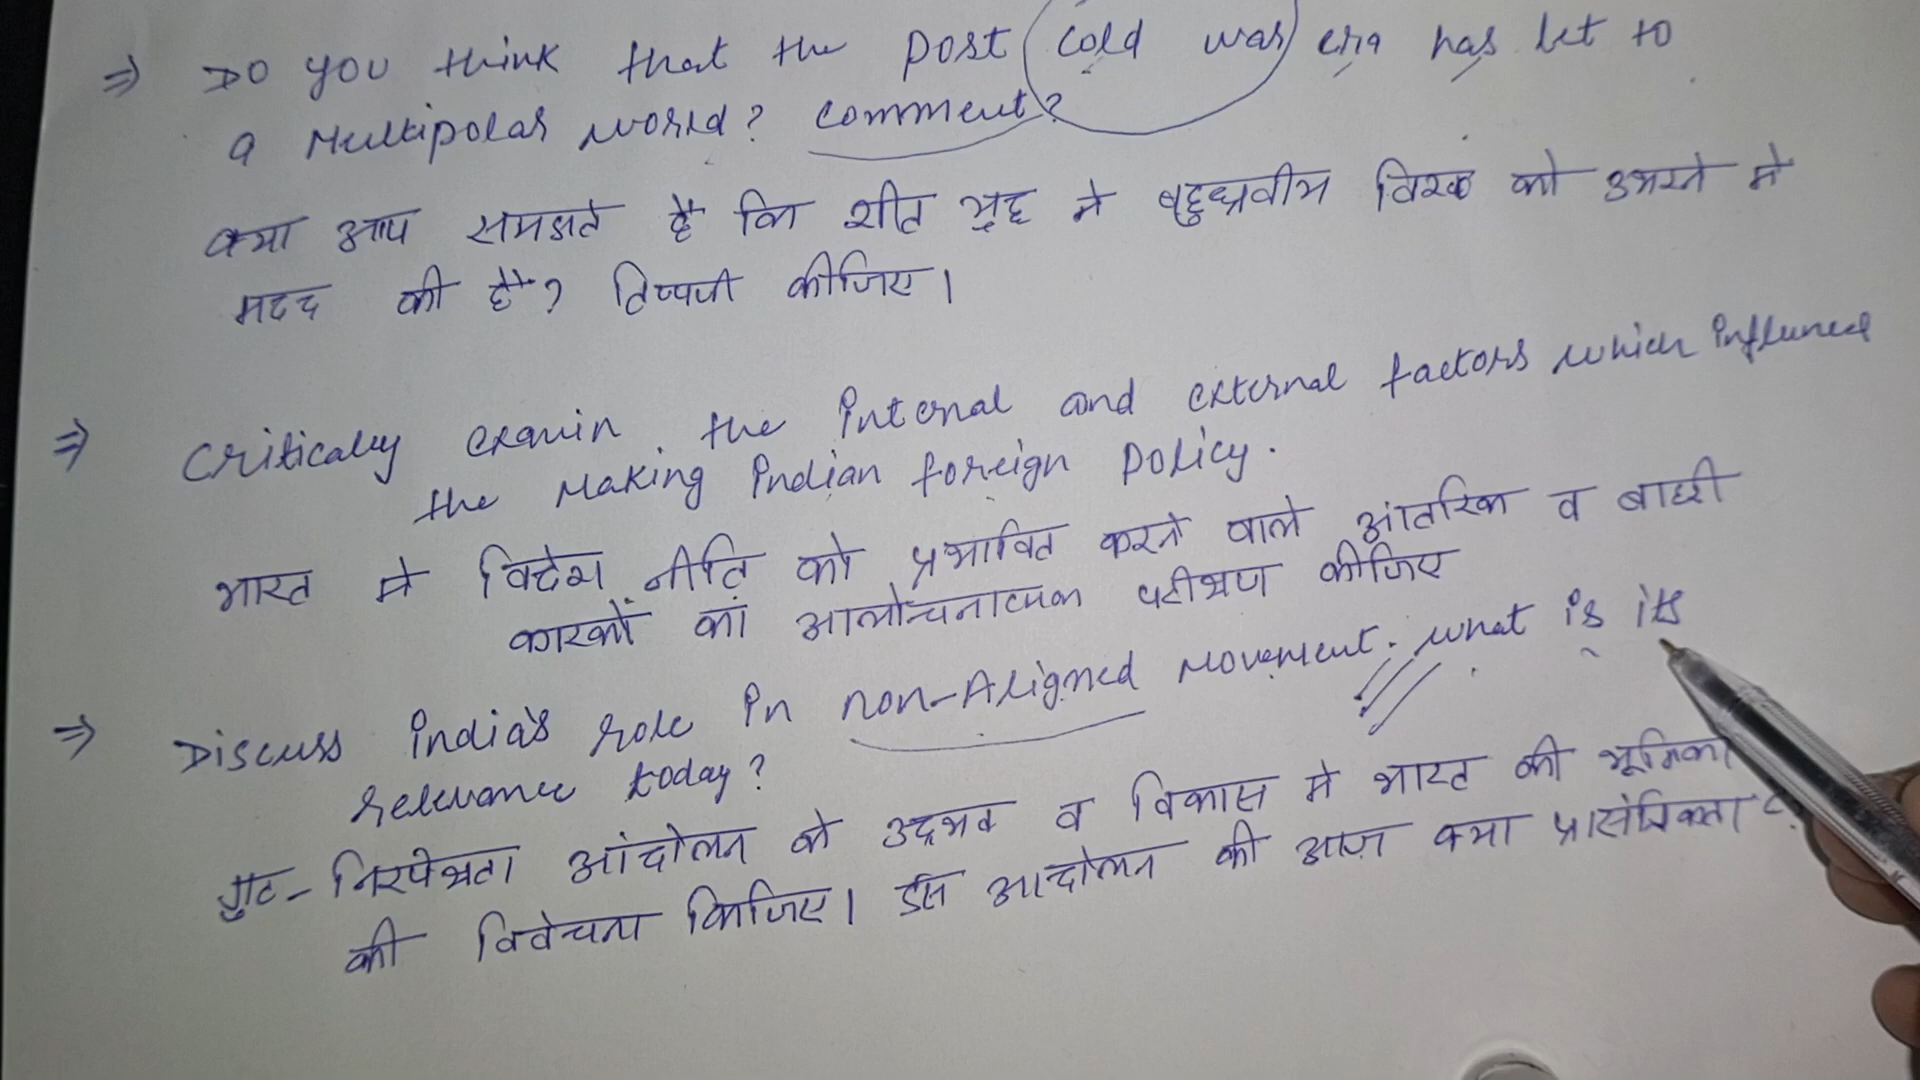 ⇒ Do you think that the Post cold war era has let to
a Multipolar world? Comment?
क्या आप समझते है कि शीत युद्ध ने बहुध्रुवीय विश्व को उभरने मे
मदद की है? टिप्पणी कीजिए।
⇒ Critically examin the internal and external factors which influnce
the Making Indian foreign Policy.
भारत मे विदेश नीति को प्रभावित करने वाले आंतरिक व बाहरी
कारकों का आलोचनात्मक परीक्षण कीजिए
⇒ Discuss India's role in non-Aligned Movement. What is its
relevance today?
गुट-निरपेक्षता आंदोलन के उद्भव व विकास मे भारत की भूमिका
की विवेचना किजिए। इस आन्दोलन की आज क्या प्रासंगिकता ?